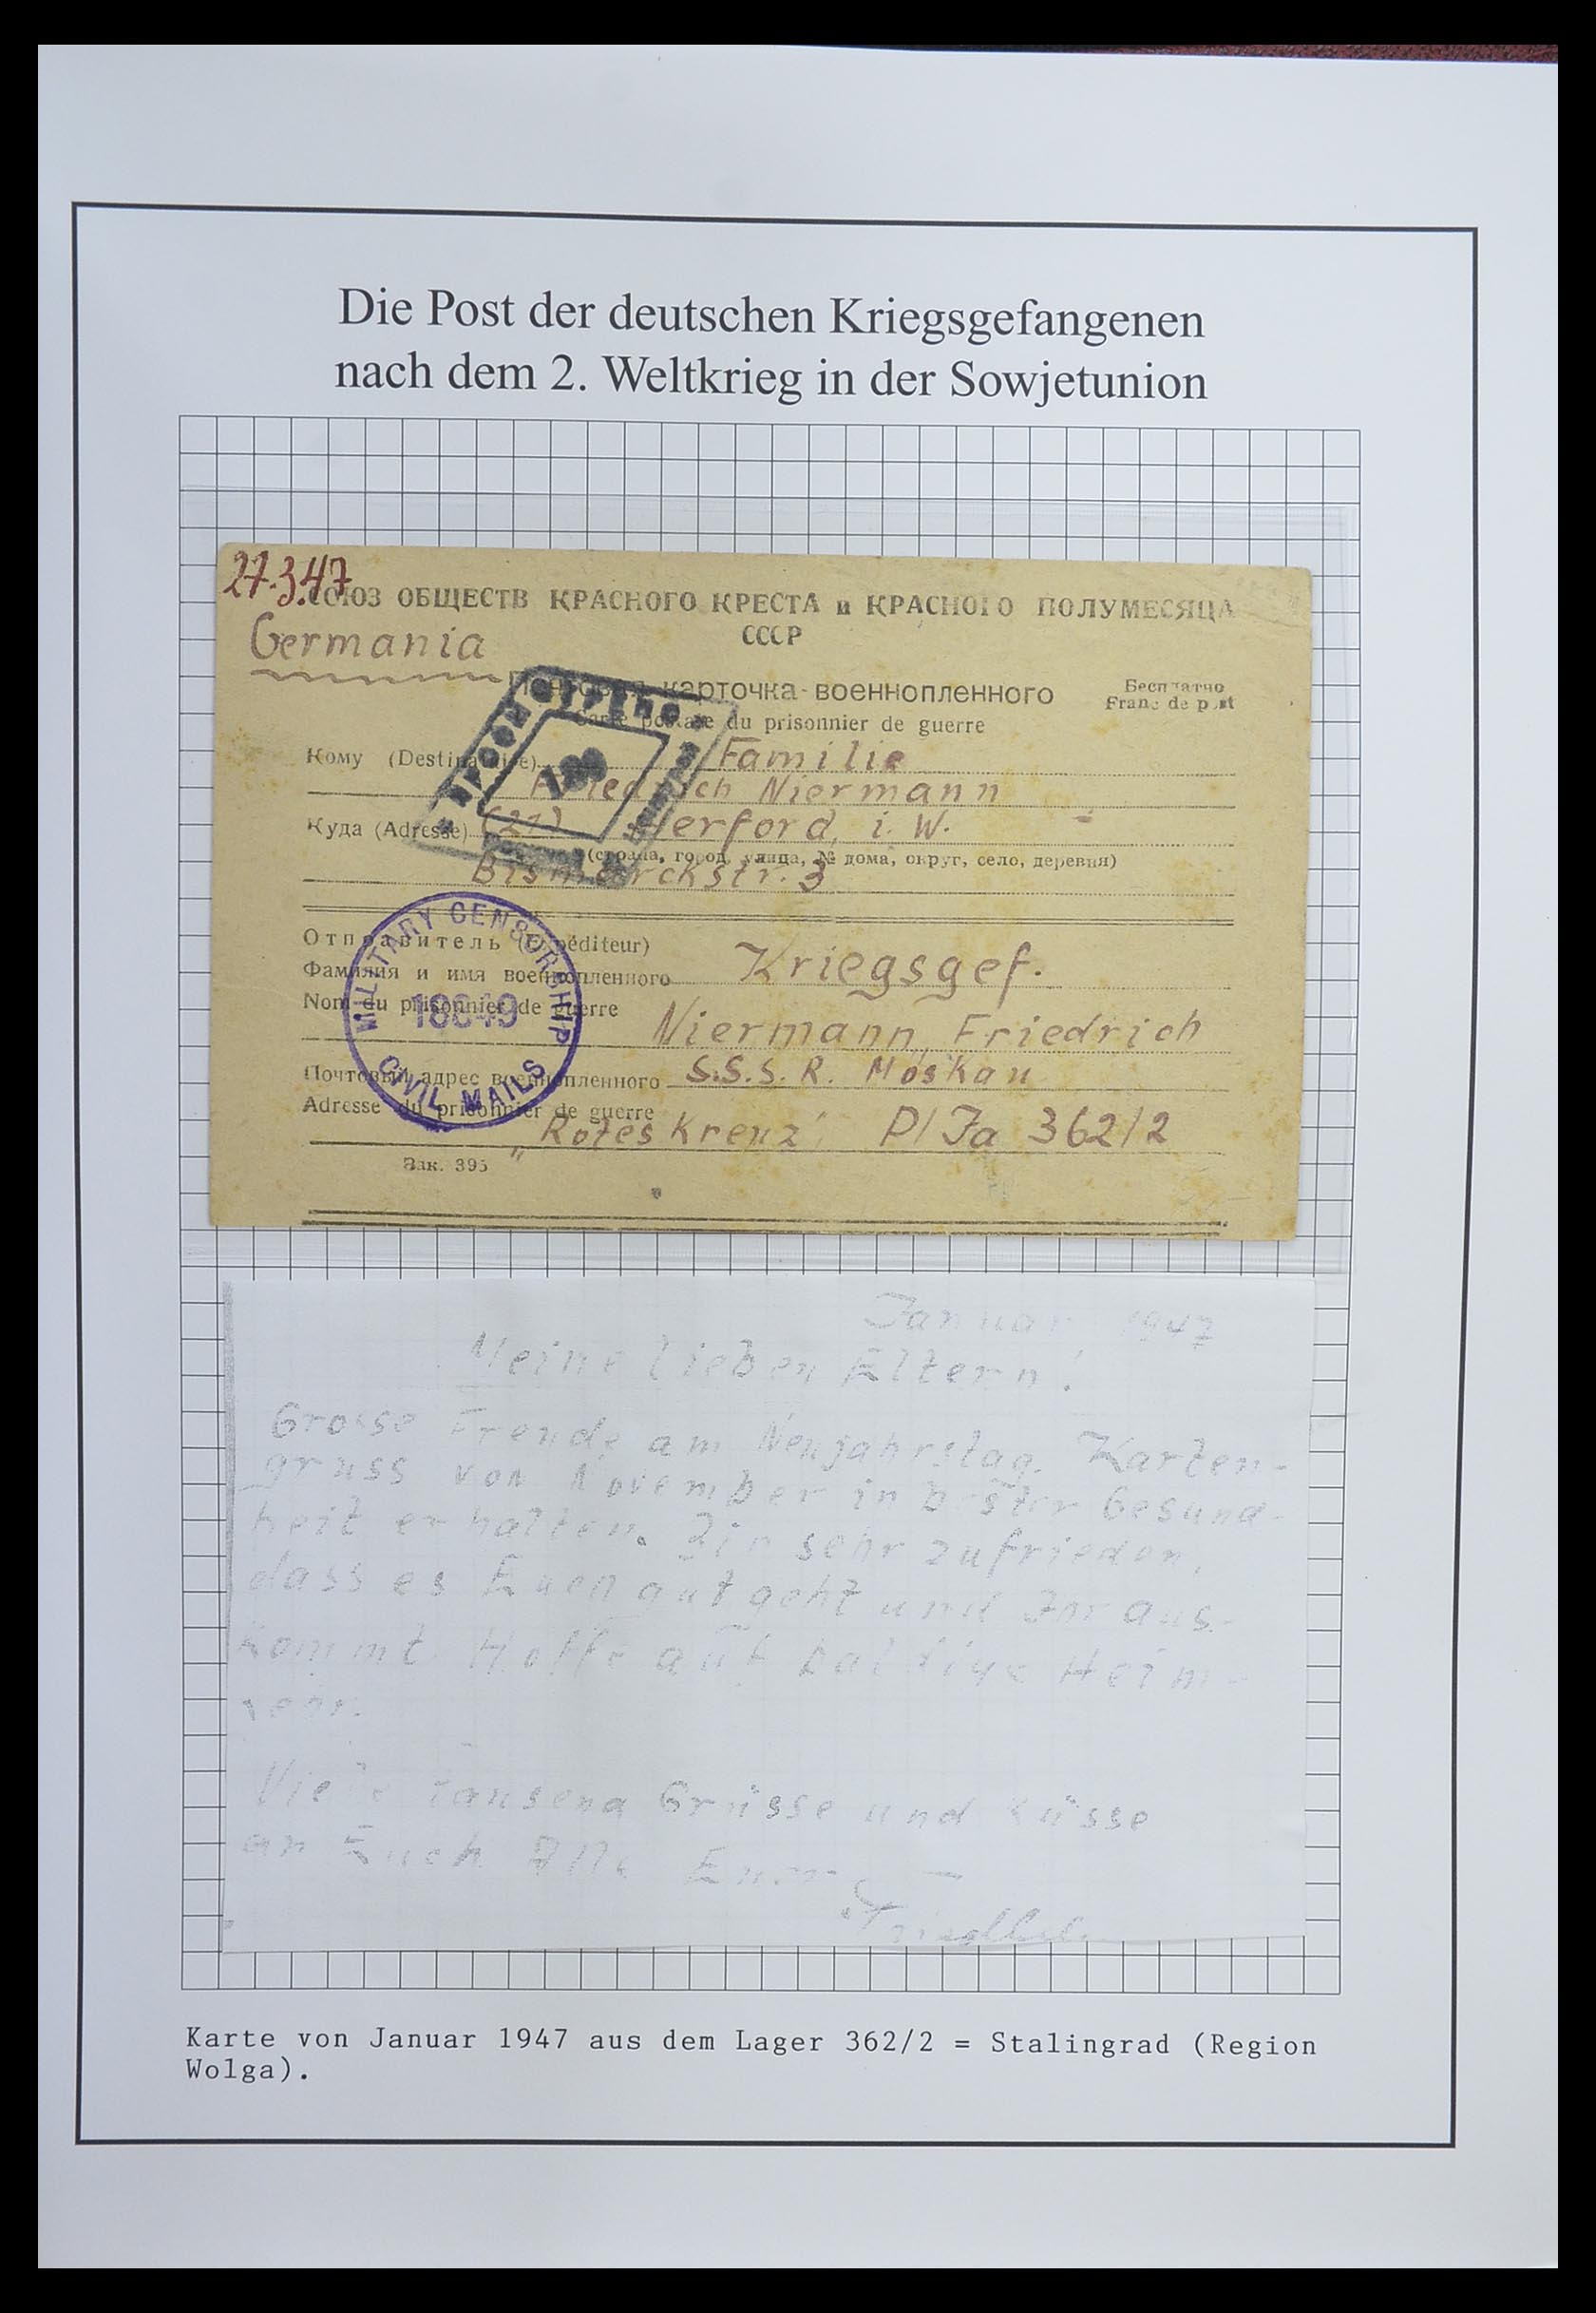 Die Post der deutschen Kriegsgefangenen
nach dem 2. Weltkrieg in der Sowjetunion
27.3.47
СОЮЗ ОБЩЕСТВ КРАСНОГО КРЕСТА и КРАСНОГО ПОЛУМЕСЯЦА
СССР
Germania
Почтовая карточка военнопленного
Бесплатно
Carte postale du prisonnier de guerre
Franc de port
Кому (Destinataire) Familie
Friedrich Niermann
Куда (Adresse) (21) Herford, i. W.
(страна, город, улица, № дома, округ, село, деревня)
Bismarckstr. 3
MILITARY CENSORSHIP
CIVIL MAILS
Отправитель (Expéditeur)
Фамилия и имя военнопленного Kriegsgef.
Nom du prisonnier de guerre
Niermann, Friedrich
Почтовый адрес военнопленного S.S.S.R. Moskau
Adresse du prisonnier de guerre
„Rotes Kreuz" P/Ja 362/2
Зак. 395
Januar 1947
Meine lieben Eltern!
Grosse Freude am Neujahrstag. Karten-
gruss von November in bester Gesund-
heit erhalten. Bin sehr zufrieden,
dass es Euch gut geht und Ihr aus-
kommt. Hoffe auf baldige Heim-
kehr.
Viele tausend Grüsse und Küsse
an Euch Alle Euer
Karte von Januar 1947 aus dem Lager 362/2 = Stalingrad (Region
Wolga).